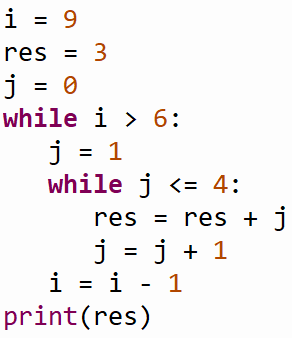 i = 9
res = 3
j = 0
while i > 6:
   j = 1
   while j <= 4:
      res = res + j
      j = j + 1
   i = i - 1
print(res)